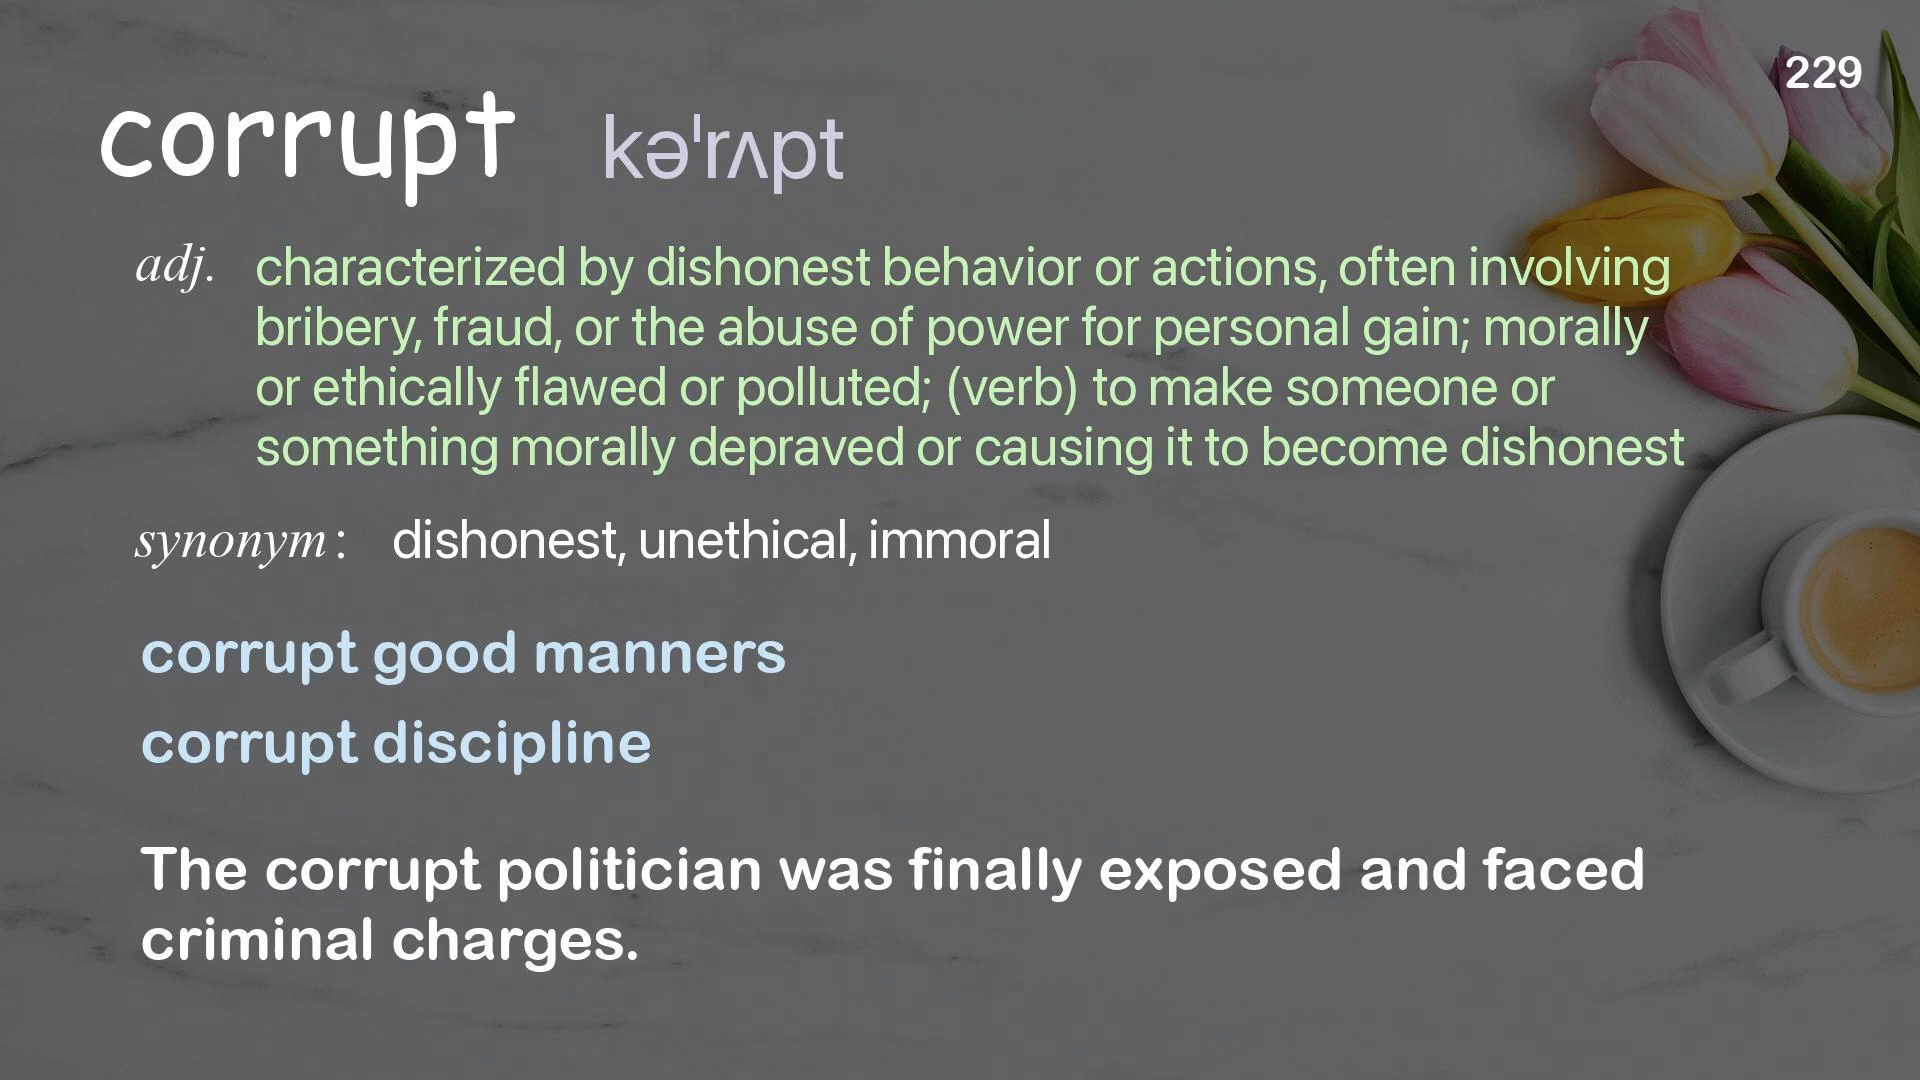 229
corrupt kəˈrʌpt
adj. characterized by dishonest behavior or actions, often involving
bribery, fraud, or the abuse of power for personal gain; morally
or ethically flawed or polluted; (verb) to make someone or
something morally depraved or causing it to become dishonest
synonym: dishonest, unethical, immoral
corrupt good manners
corrupt discipline
The corrupt politician was finally exposed and faced
criminal charges.